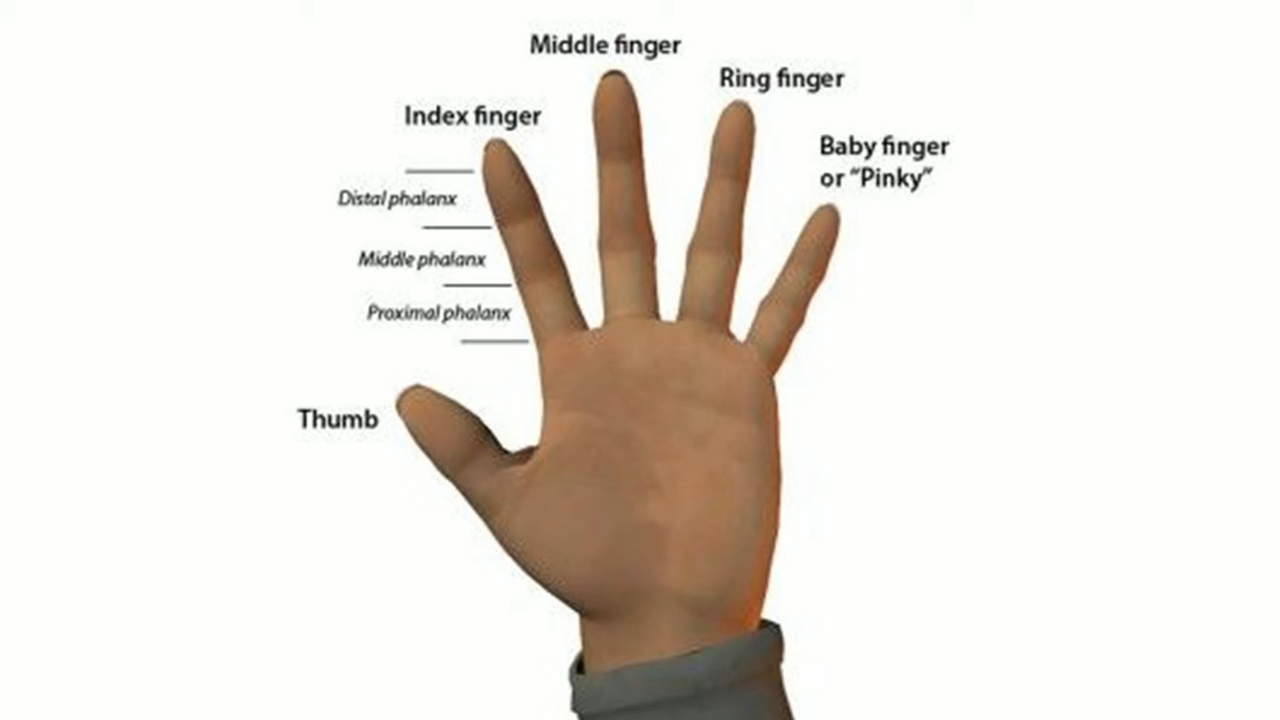 Middle finger
Ring finger
Index finger
Baby finger
or “Pinky”
Distal phalanx
Middle phalanx
Proximal phalanx
Thumb